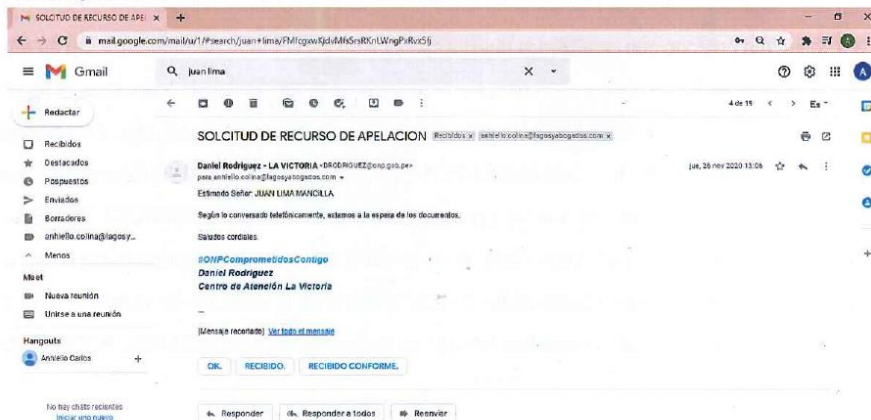 SOLCITUD DE RECURSO DE APEL
mail.google.com/mail/u/1/#search/juan+lima/
Gmail
juan lima
Redactar
4 de 19
Es
SOLCITUD DE RECURSO DE APELACION
Recibidos x
anhiello.colina@lagosyabogados.com x
Recibidos
Destacados
Pospuestos
Enviados
Borradores
anhiello.colina@lagosy...
Menos
Daniel Rodriguez - LA VICTORIA <DRODRIGUEZ@onp.gob.pe>
jue, 26 nov 2020 13:06
para anhiello.colina@lagosyabogados.com
Estimado Señor: JUAN LIMA MANCILLA
Según lo conversado telefónicamente, estamos a la espera de los documentos.
Saludos cordiales
#ONPComprometidosContigo
Daniel Rodriguez
Centro de Atención La Victoria
--
[Mensaje recortado] Ver todo el mensaje
Meet
Nueva reunión
Unirse a una reunión
Hangouts
Anhiello Carlos
No hay chats recientes
Iniciar uno nuevo
OK.
RECIBIDO.
RECIBIDO CONFORME.
Responder
Responder a todos
Reenviar